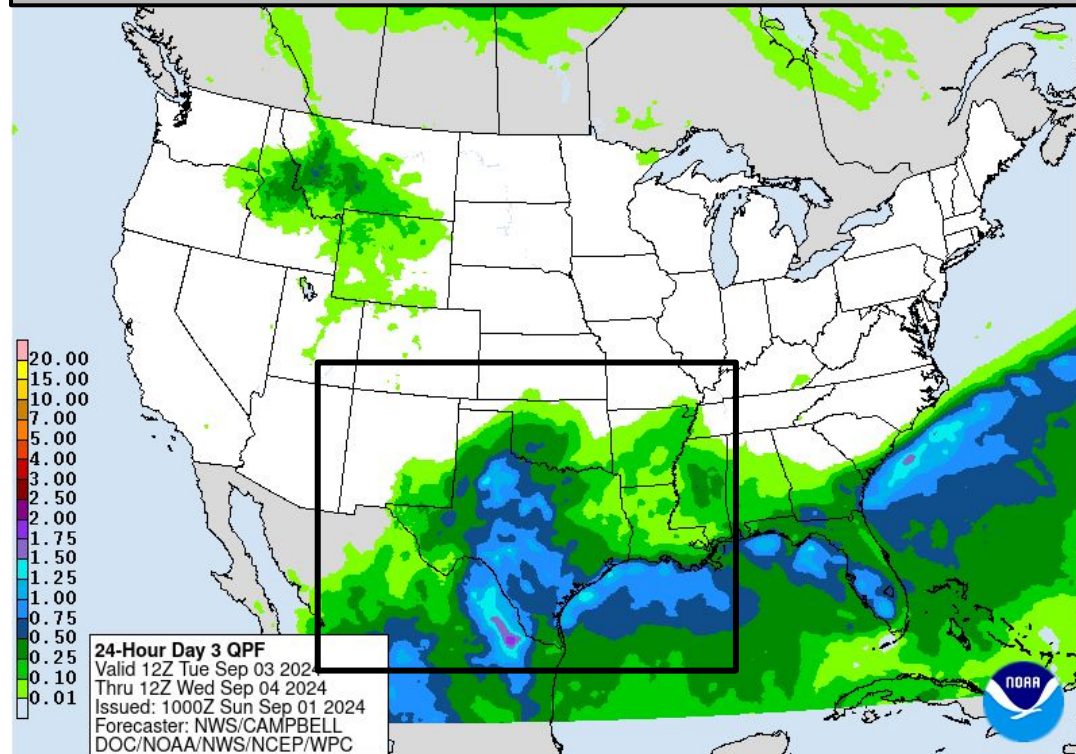 20.00
15.00
10.00
7.00
5.00
4.00
3.00
2.50
2.00
1.75
1.50
1.25
1.00
0.75
0.50
0.25
0.10
0.01
24-Hour Day 3 QPF
Valid 12Z Tue Sep 03 2024
Thru 12Z Wed Sep 04 2024
Issued: 1000Z Sun Sep 01 2024
Forecaster: NWS/CAMPBELL
DOC/NOAA/NWS/NCEP/WPC
NOAA